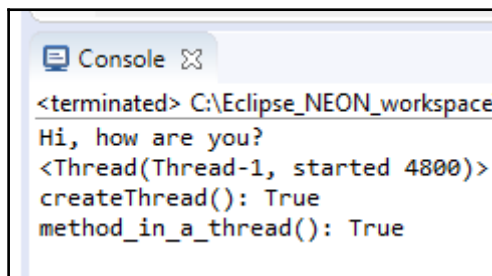 Console
<terminated> C:\Eclipse_NEON_workspace
Hi, how are you?
<Thread(Thread-1, started 4800)>
createThread(): True
method_in_a_thread(): True